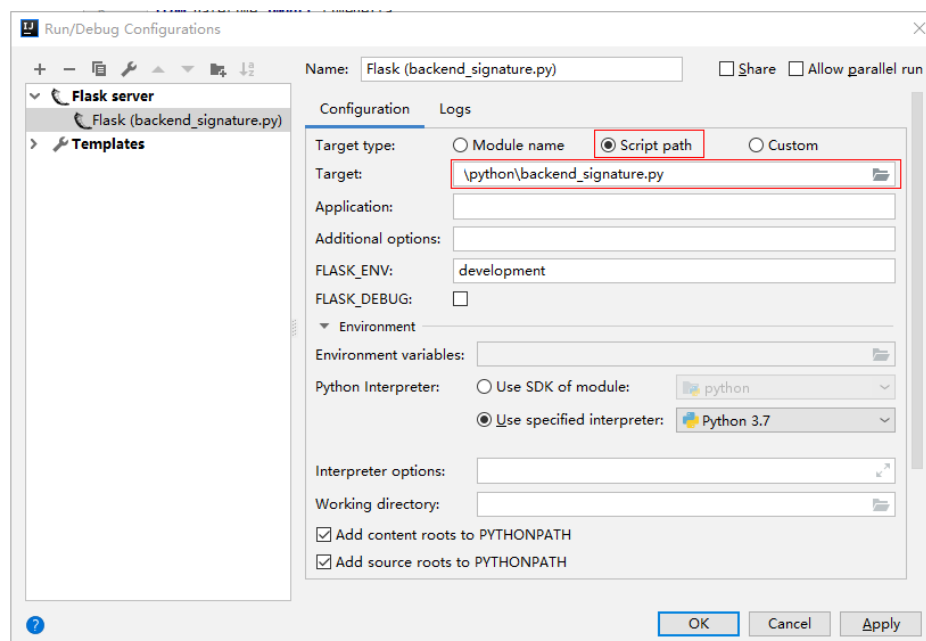 Run/Debug Configurations
Name: Flask (backend_signature.py) Share Allow parallel run
Flask server
Flask (backend_signature.py)
Templates
Configuration Logs
Target type: Module name Script path Custom
Target: \python\backend_signature.py
Application:
Additional options:
FLASK_ENV: development
FLASK_DEBUG:
Environment
Environment variables:
Python Interpreter: Use SDK of module: python
Use specified interpreter: Python 3.7
Interpreter options:
Working directory:
Add content roots to PYTHONPATH
Add source roots to PYTHONPATH
? OK Cancel Apply